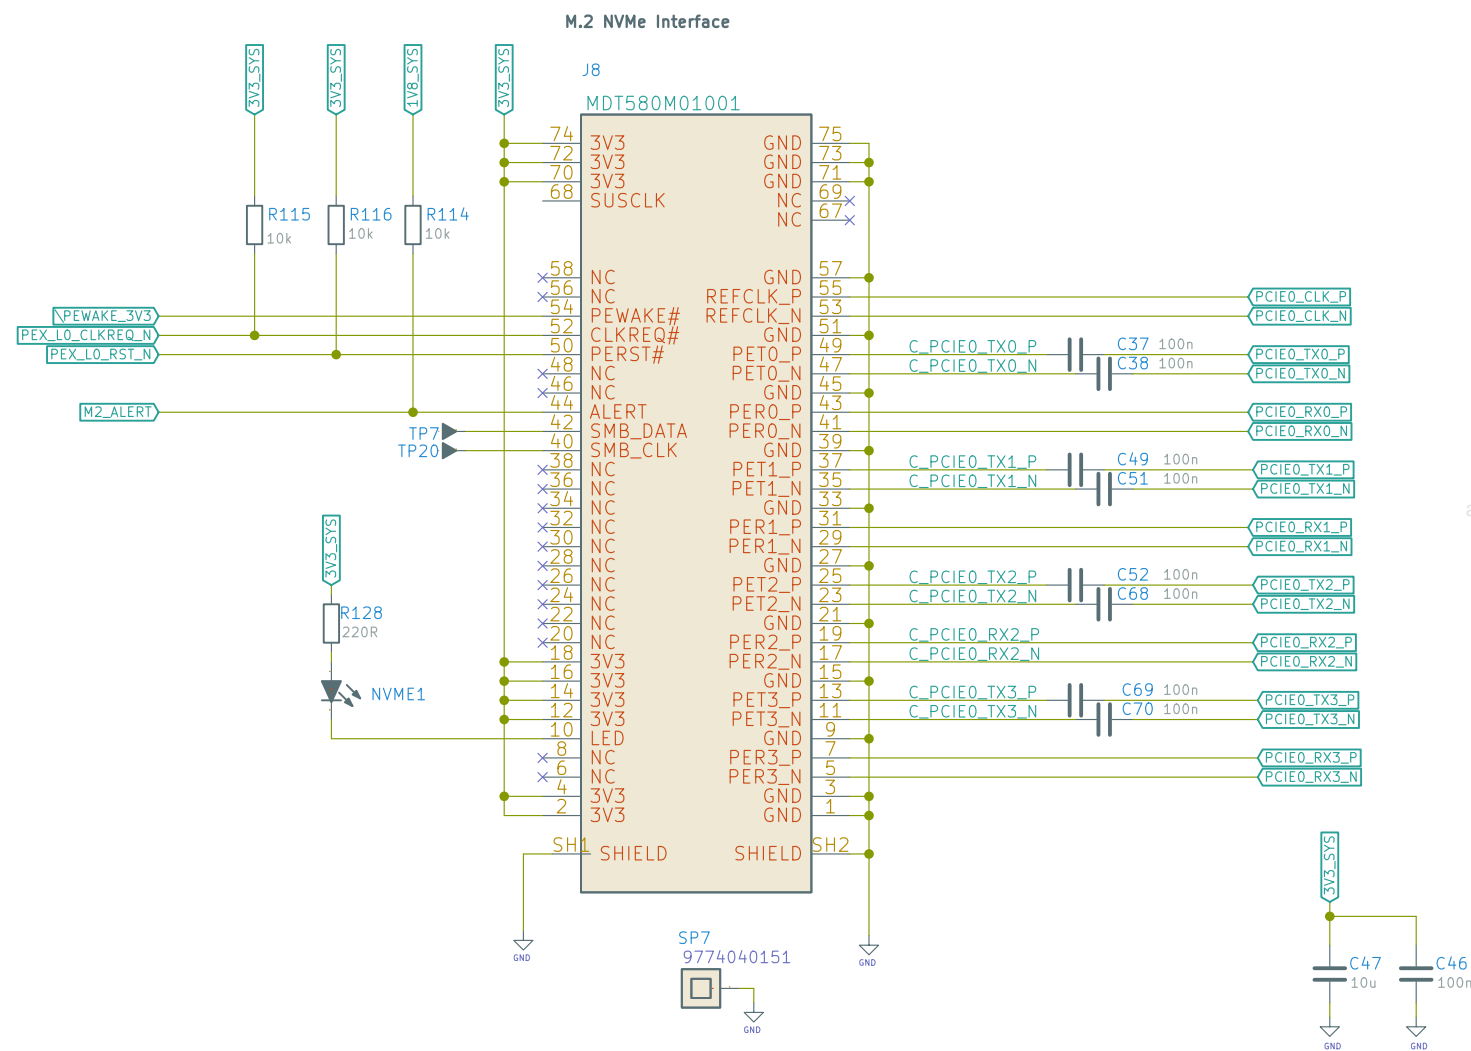 M.2 NVMe Interface
3V3_SYS
3V3_SYS
1V8_SYS
3V3_SYS
J8
MDT580M01001
74 3V3 GND 75
72 3V3 GND 73
70 3V3 GND 71
68 SUSCLK NC 69
NC 67
R115
10k
R116
10k
R114
10k
58 NC GND 57
56 NC REFCLK_P 55 PCIE0_CLK_P
\PEWAKE_3V3 54 PEWAKE# REFCLK_N 53 PCIE0_CLK_N
PEX_L0_CLKREQ_N 52 CLKREQ# GND 51
PEX_L0_RST_N 50 PERST# PET0_P 49 C_PCIE0_TX0_P C37 100n PCIE0_TX0_P
48 NC PET0_N 47 C_PCIE0_TX0_N C38 100n PCIE0_TX0_N
46 NC GND 45
M2_ALERT 44 ALERT PER0_P 43 PCIE0_RX0_P
TP7 42 SMB_DATA PER0_N 41 PCIE0_RX0_N
TP20 40 SMB_CLK GND 39
38 NC PET1_P 37 C_PCIE0_TX1_P C49 100n PCIE0_TX1_P
36 NC PET1_N 35 C_PCIE0_TX1_N C51 100n PCIE0_TX1_N
34 NC GND 33
32 NC PER1_P 31 PCIE0_RX1_P
30 NC PER1_N 29 PCIE0_RX1_N
28 NC GND 27
26 NC PET2_P 25 C_PCIE0_TX2_P C52 100n PCIE0_TX2_P
24 NC PET2_N 23 C_PCIE0_TX2_N C68 100n PCIE0_TX2_N
22 NC GND 21
20 NC PER2_P 19 C_PCIE0_RX2_P PCIE0_RX2_P
18 3V3 PER2_N 17 C_PCIE0_RX2_N PCIE0_RX2_N
16 3V3 GND 15
14 3V3 PET3_P 13 C_PCIE0_TX3_P C69 100n PCIE0_TX3_P
12 3V3 PET3_N 11 C_PCIE0_TX3_N C70 100n PCIE0_TX3_N
10 LED GND 9
8 NC PER3_P 7 PCIE0_RX3_P
6 NC PER3_N 5 PCIE0_RX3_N
4 3V3 GND 3
2 3V3 GND 1
SH1 SHIELD SHIELD SH2
3V3_SYS
R128
220R
NVME1
GND
GND
SP7
9774040151
GND
3V3_SYS
C47
10u
C46
100n
GND
GND